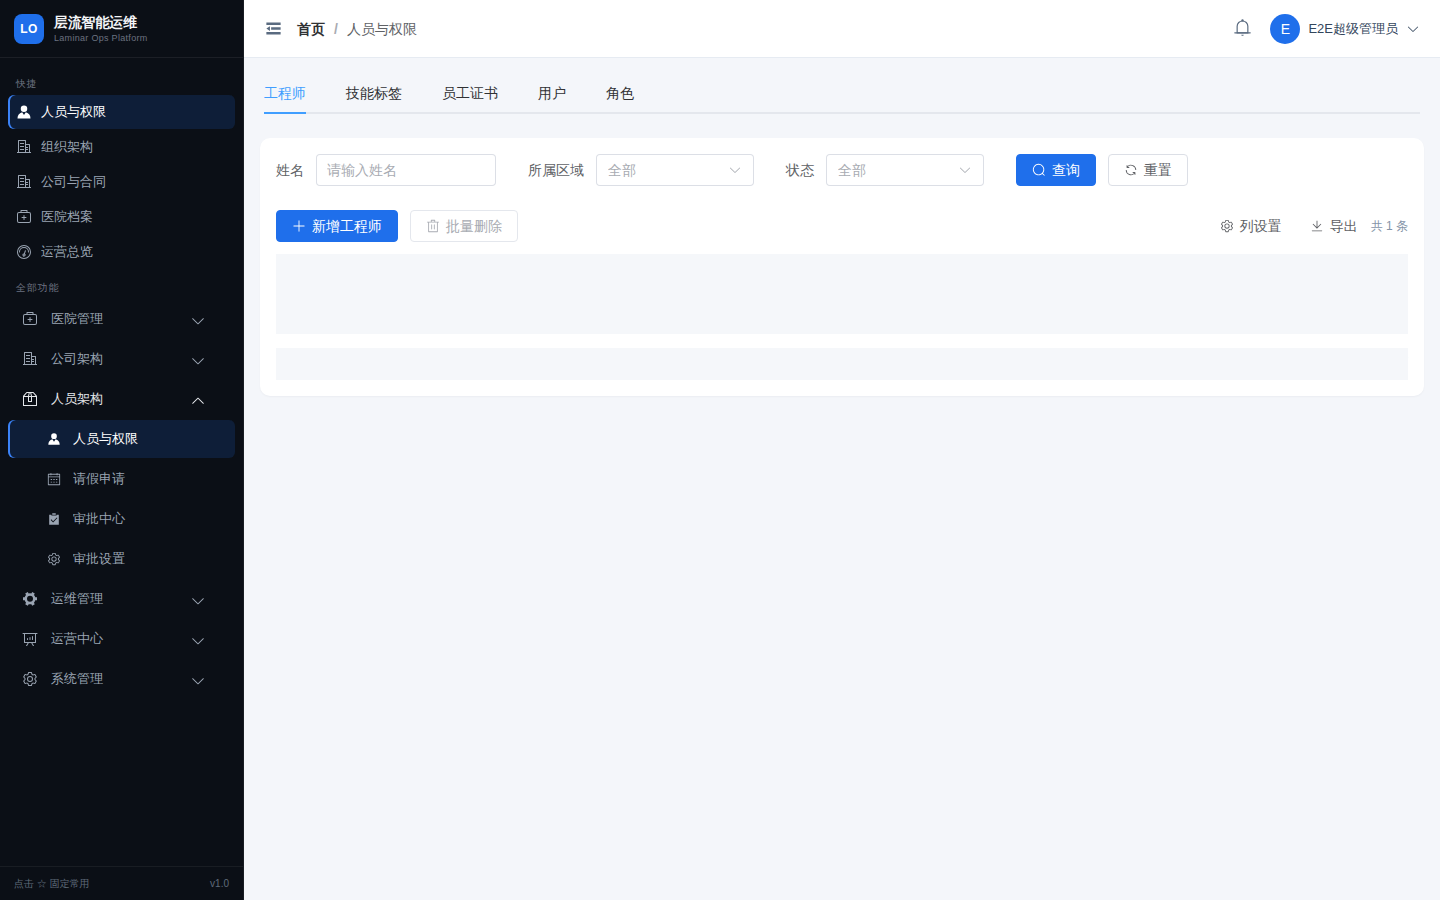 LO
层流智能运维
Laminar Ops Platform
快捷
人员与权限
组织架构
公司与合同
医院档案
运营总览
全部功能
医院管理
公司架构
人员架构
人员与权限
请假申请
审批中心
审批设置
运维管理
运营中心
系统管理
点击 ☆ 固定常用 v1.0
首页 / 人员与权限
E E2E超级管理员
工程师 技能标签 员工证书 用户 角色
姓名 请输入姓名 所属区域 全部 状态 全部 查询 重置
新增工程师 批量删除 列设置 导出 共 1 条